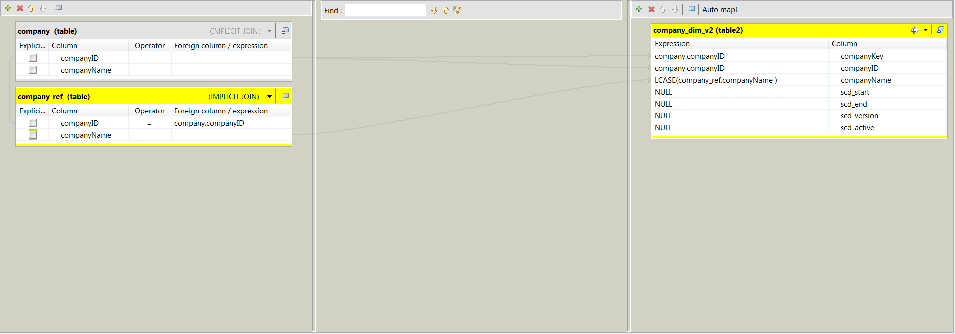 Find :
Auto map!
company (table)
(IMPLICIT JOIN)
Explici... Column Operator Foreign column / expression
companyID
companyName
company_ref (table)
(IMPLICIT JOIN)
Explici... Column Operator Foreign column / expression
companyID = company.companyID
companyName
company_dim_v2 (table2)
Expression Column
company.companyID companyKey
company.companyID companyID
LCASE(company_ref.companyName ) companyName
NULL scd_start
NULL scd_end
NULL scd_version
NULL scd_active